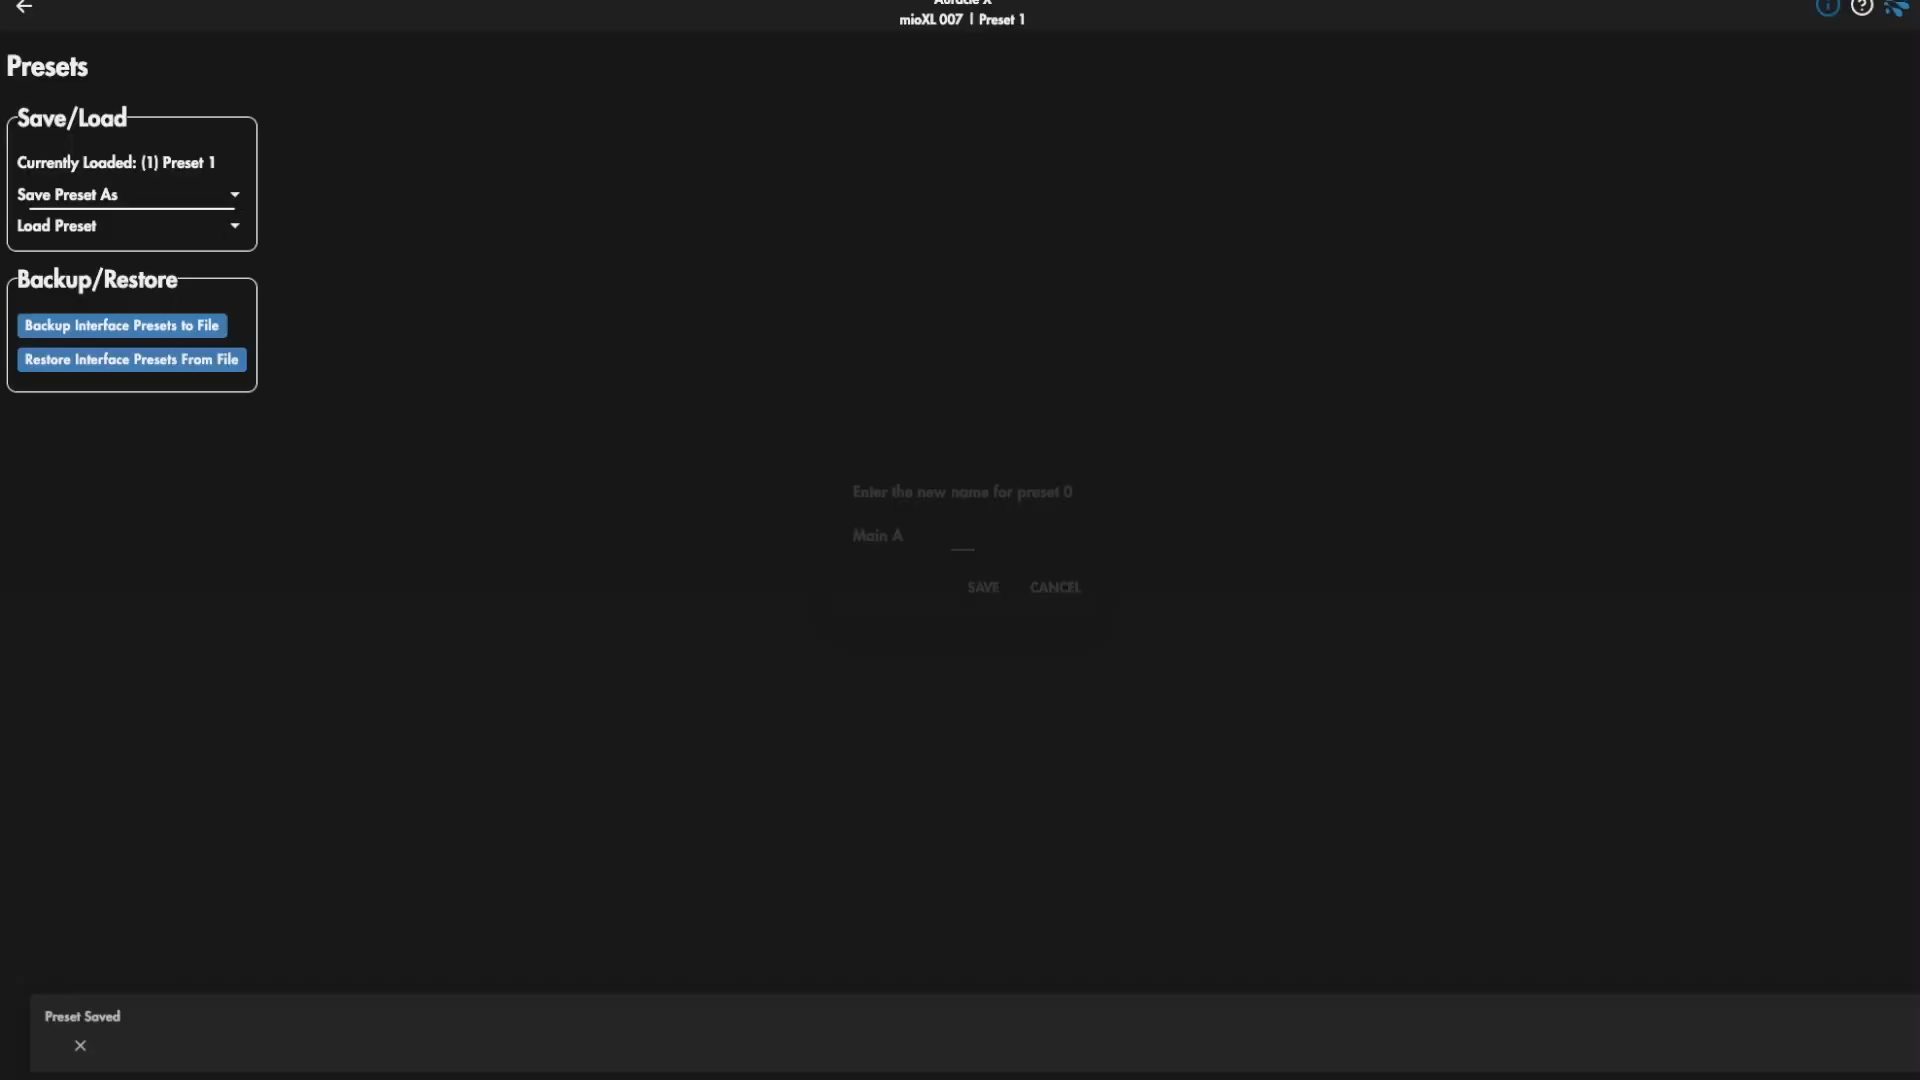 Auracle X
mioXL 007 | Preset 1
Presets
Save/Load
Currently Loaded: (1) Preset 1
Save Preset As
Load Preset
Backup/Restore
Backup Interface Presets to File
Restore Interface Presets From File
Enter the new name for preset 0
Main A
SAVE CANCEL
Preset Saved